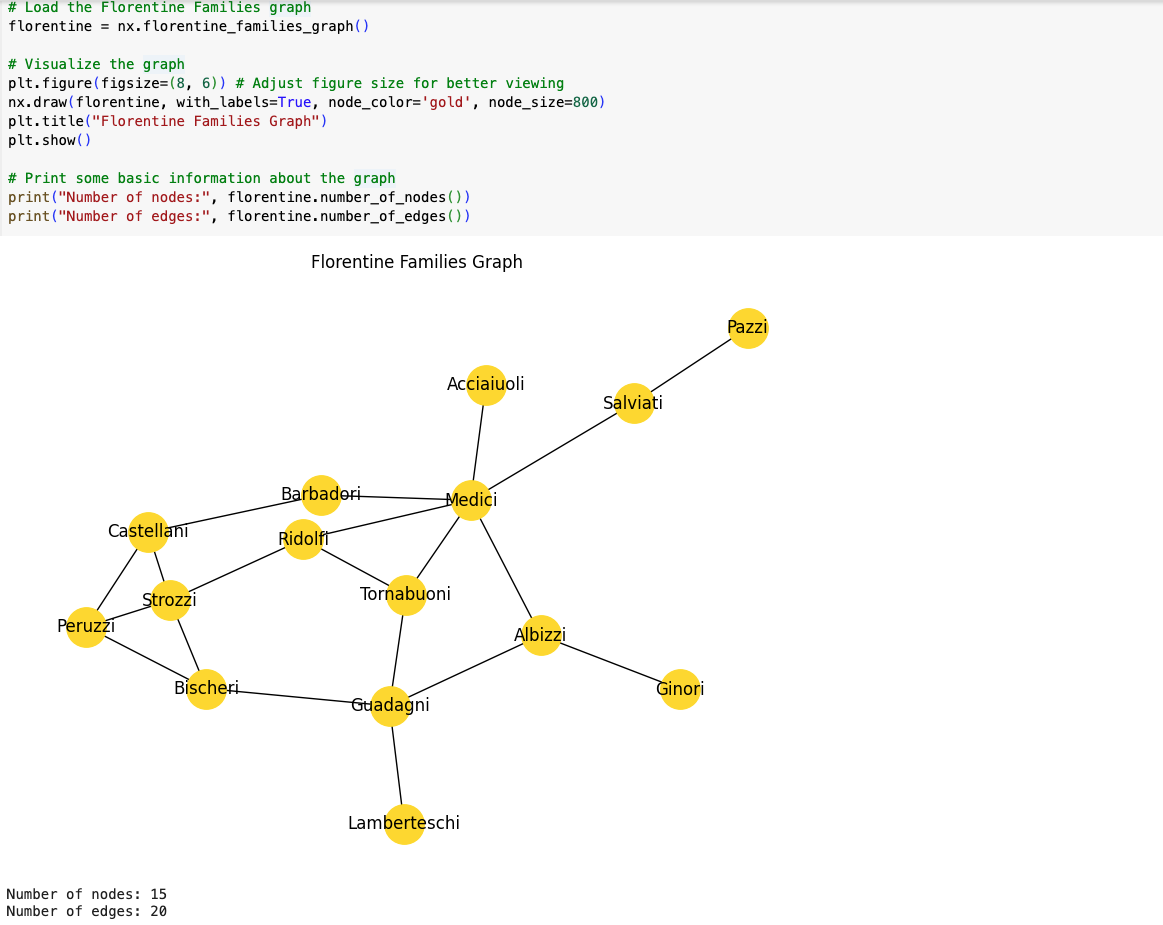 # Load the Florentine Families graph
florentine = nx.florentine_families_graph()
# Visualize the graph
plt.figure(figsize=(8, 6)) # Adjust figure size for better viewing
nx.draw(florentine, with_labels=True, node_color='gold', node_size=800)
plt.title("Florentine Families Graph")
plt.show()
# Print some basic information about the graph
print("Number of nodes:", florentine.number_of_nodes())
print("Number of edges:", florentine.number_of_edges())
Florentine Families Graph
Pazzi
Acciaiuoli
Salviati
Barbadori
Medici
Castellani
Ridolfi
Tornabuoni
Strozzi
Peruzzi
Albizzi
Bischeri
Ginori
Guadagni
Lamberteschi
Number of nodes: 15
Number of edges: 20